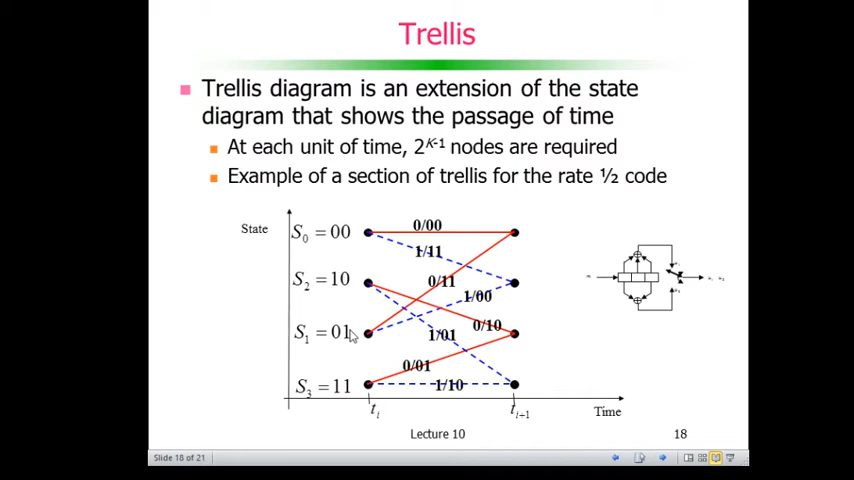 Trellis
Trellis diagram is an extension of the state
diagram that shows the passage of time
At each unit of time, 2^{K-1} nodes are required
Example of a section of trellis for the rate ½ code
State
S₀ = 00
0/00
1/11
S₂ = 10
0/11
1/00
S₁ = 01
1/01
0/10
0/01
S₃ = 11
1/10
tᵢ
tᵢ₊₁
Time
Lecture 10
18
Slide 18 of 21